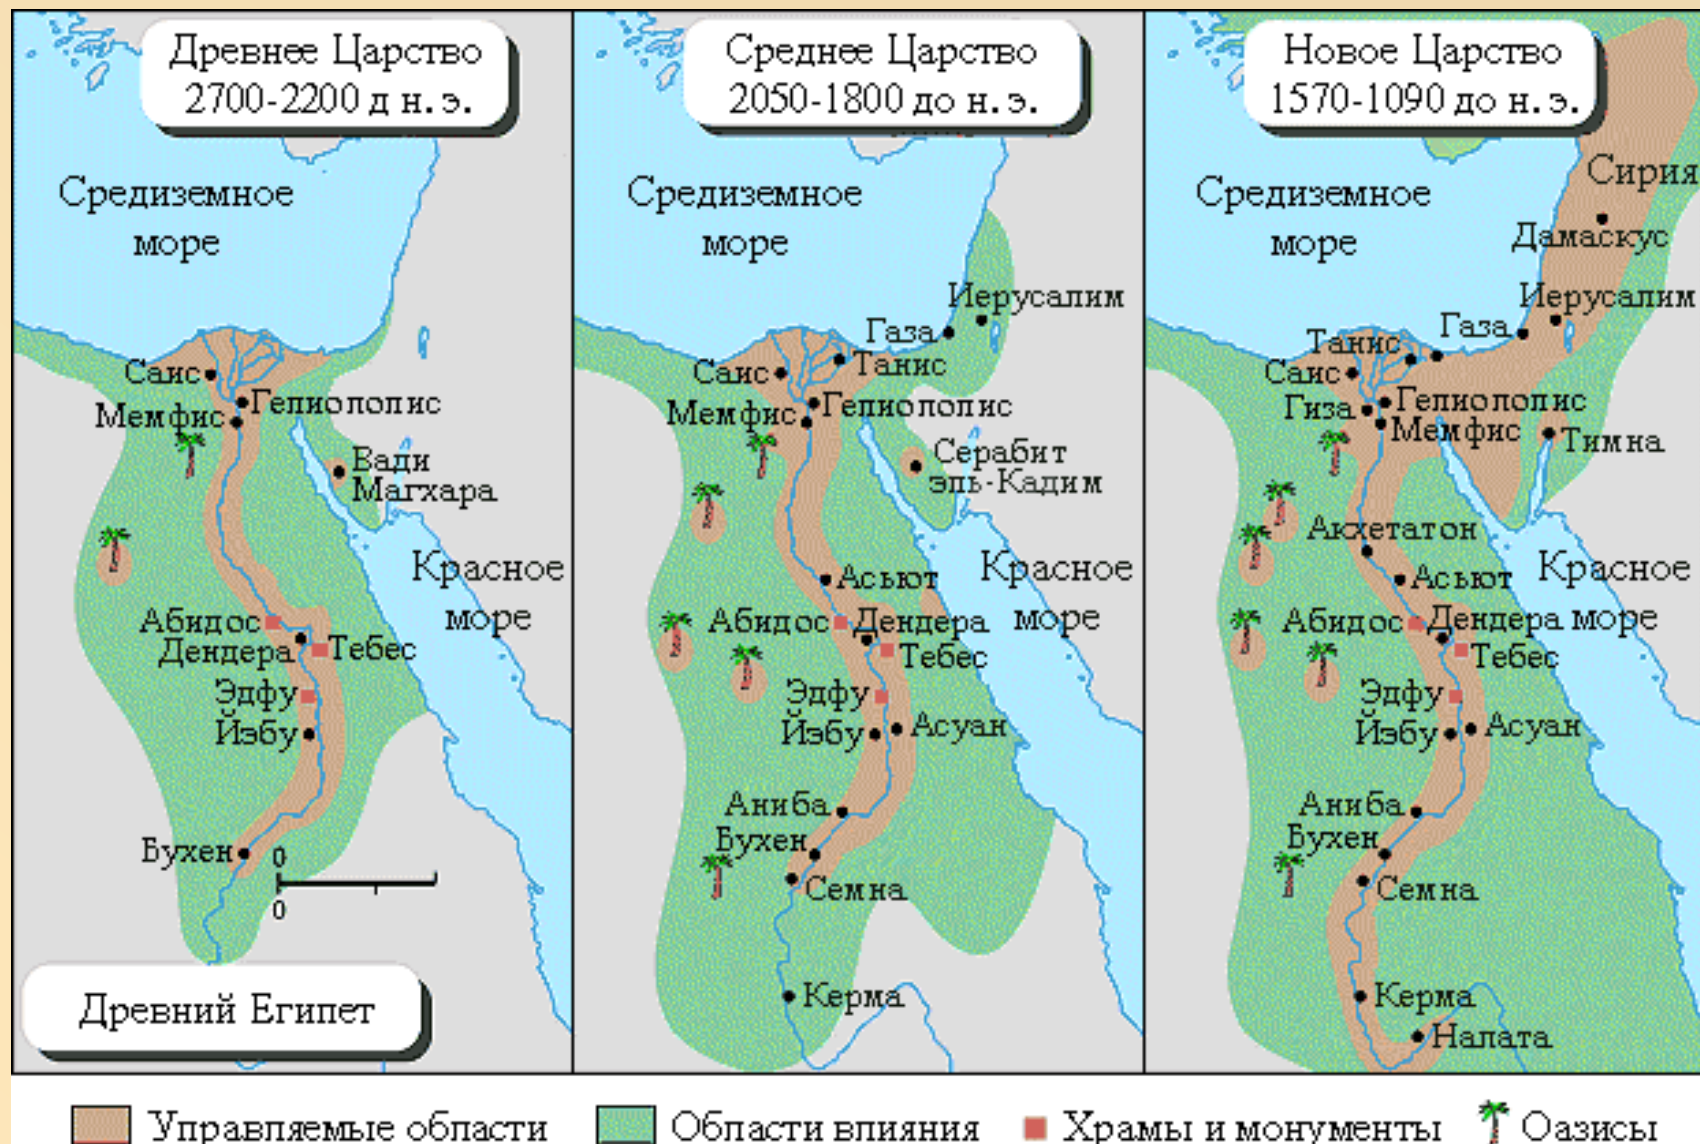 Древнее Царство
2700-2200 д н. э.
Средиземное
море
Саис
Гелиополис
Мемфис
Вади
Магхара
Красное
море
Абидос
Дендера
Тебес
Эдфу
Йэбу
Бухен
0
0
Древний Египет
Среднее Царство
2050-1800 до н. э.
Средиземное
море
Иерусалим
Газа
Танис
Саис
Гелиополис
Мемфис
Серабит
эль-Кадим
Красное
море
Асьют
Абидос
Дендера
Тебес
Эдфу
Йэбу
Асуан
Аниба
Бухен
Семна
Керма
Новое Царство
1570-1090 до н. э.
Сирия
Средиземное
море
Дамаскус
Иерусалим
Газа
Танис
Саис
Гелиополис
Гиза
Мемфис
Тимна
Акхетатон
Асьют
Красное
море
Абидос
Дендера
Тебес
Эдфу
Йэбу
Асуан
Аниба
Бухен
Семна
Керма
Напата
Управляемые области
Области влияния
Храмы и монументы
Оазисы